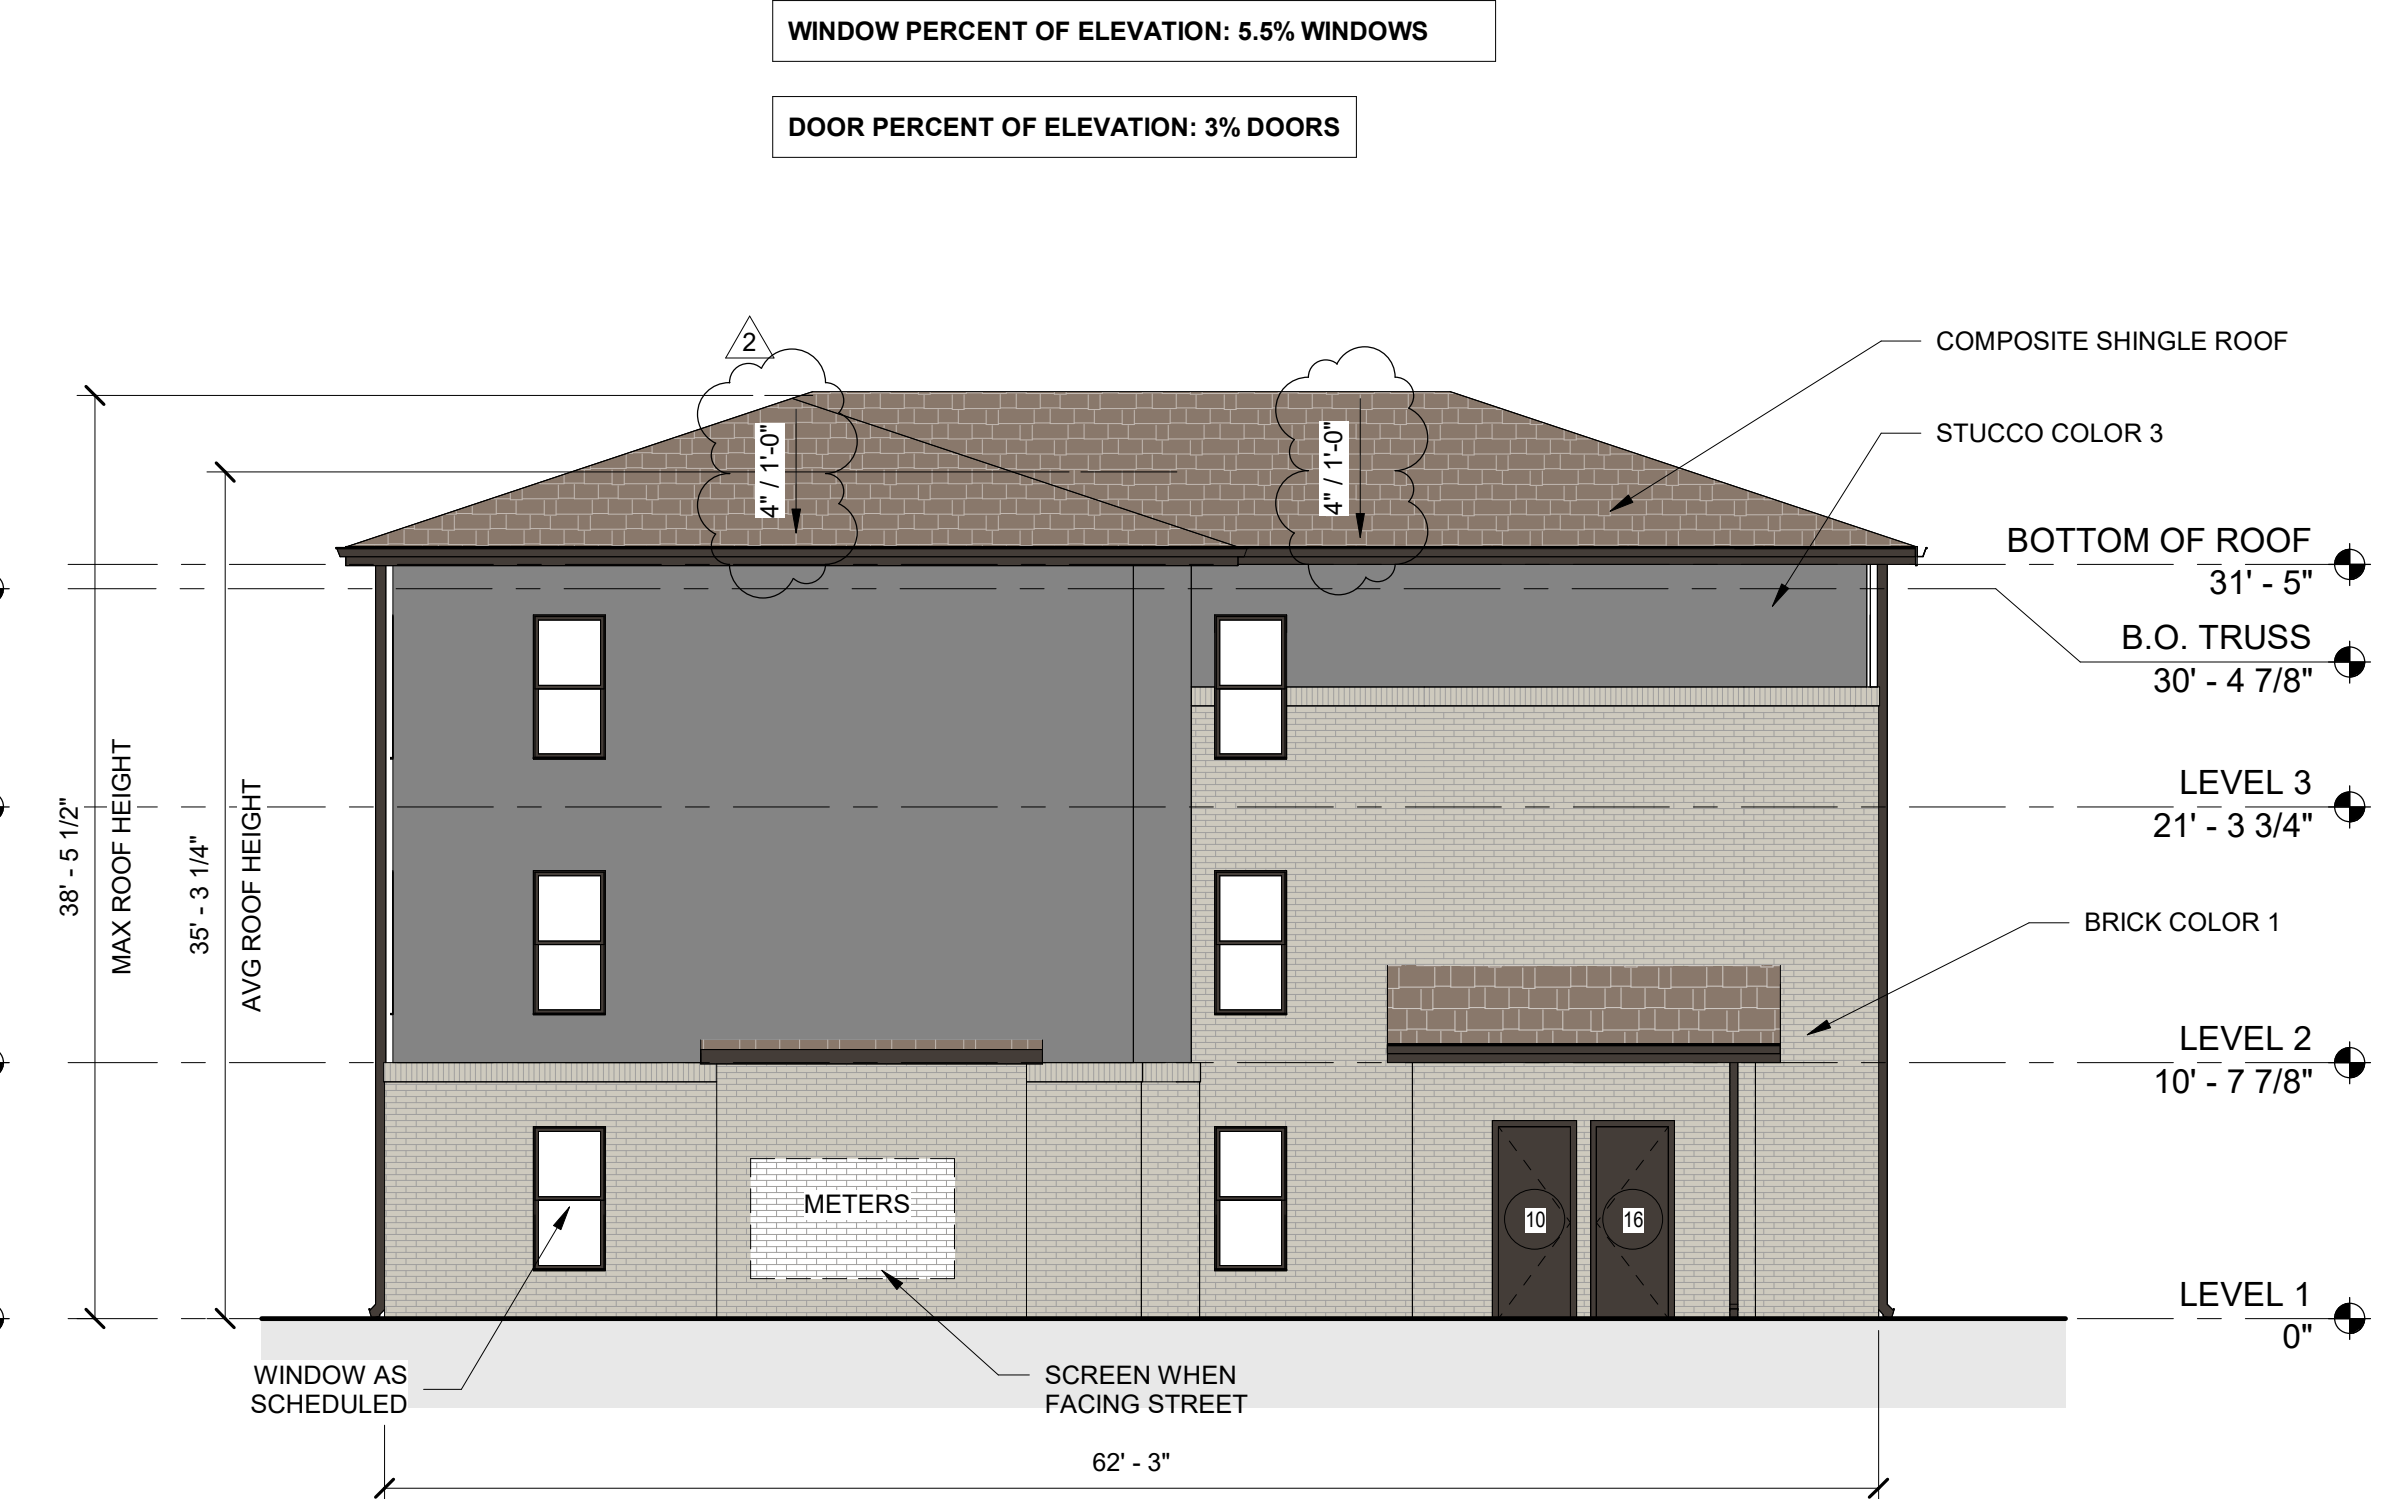 WINDOW PERCENT OF ELEVATION: 5.5% WINDOWS
DOOR PERCENT OF ELEVATION: 3% DOORS
2
COMPOSITE SHINGLE ROOF
STUCCO COLOR 3
4" / 1'-0"
4" / 1'-0"
BOTTOM OF ROOF
31' - 5"
B.O. TRUSS
30' - 4 7/8"
LEVEL 3
21' - 3 3/4"
38' - 5 1/2"
MAX ROOF HEIGHT
35' - 3 1/4"
AVG ROOF HEIGHT
BRICK COLOR 1
LEVEL 2
10' - 7 7/8"
METERS
10
16
LEVEL 1
0"
WINDOW AS
SCHEDULED
SCREEN WHEN
FACING STREET
62' - 3"